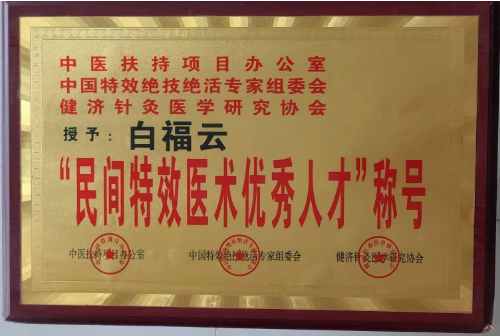 中医扶持项目办公室
中国特效绝技绝活专家组委会
健济针灸医学研究协会
授予：白福云
“民间特效医术优秀人才”称号
中医扶持项目办公室 中国特效绝技绝活专家组委会 健济针灸医学研究协会